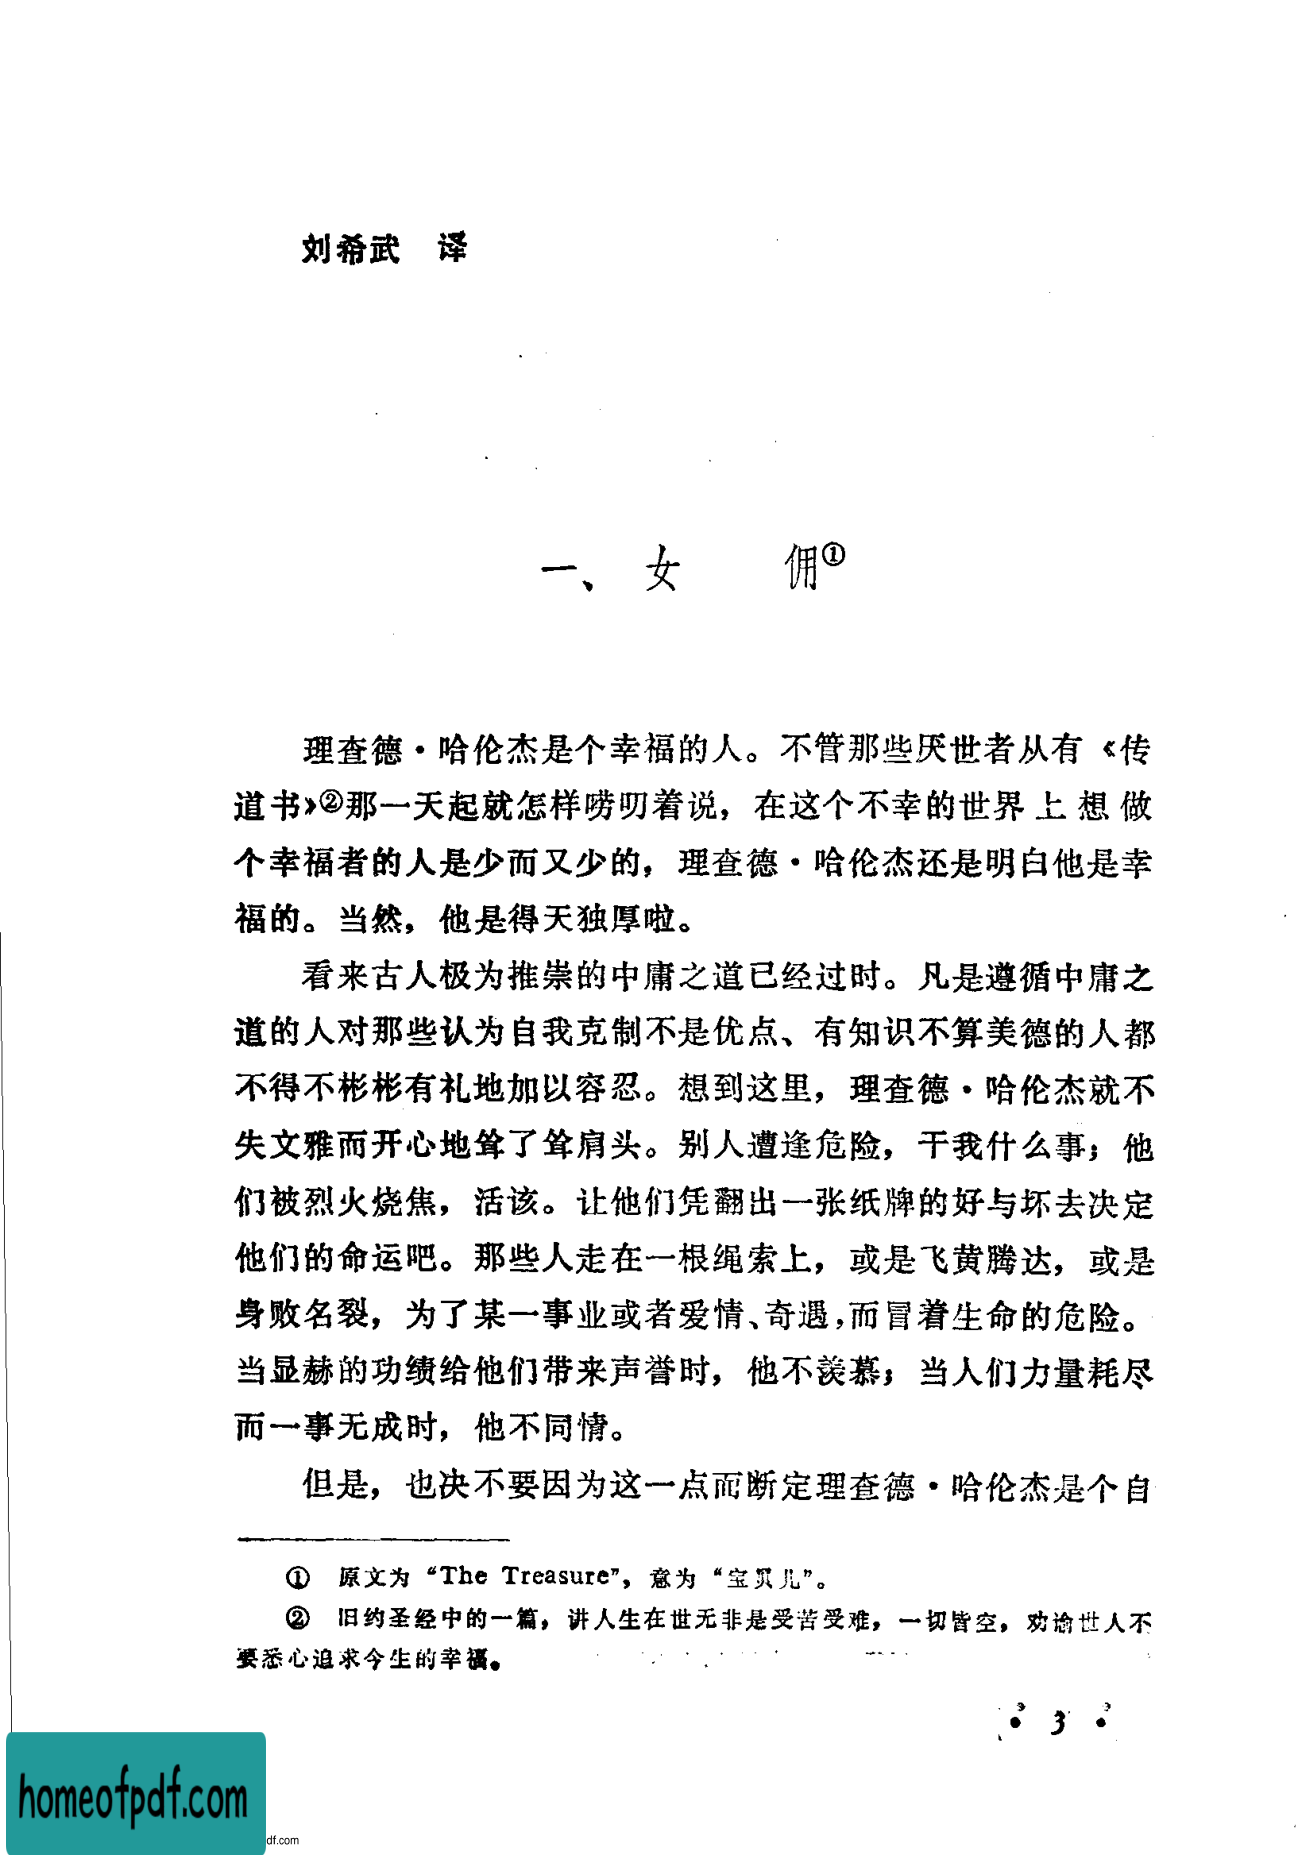 刘希武 译
一、女 佣①
理查德·哈伦杰是个幸福的人。不管那些厌世者从有《传
道书》②那一天起就怎样唠叨着说，在这个不幸的世界上想做
个幸福者的人是少而又少的，理查德·哈伦杰还是明白他是幸
福的。当然，他是得天独厚啦。
看来古人极为推崇的中庸之道已经过时。凡是遵循中庸之
道的人对那些认为自我克制不是优点、有知识不算美德的人都
不得不彬彬有礼地加以容忍。想到这里，理查德·哈伦杰就不
失文雅而开心地耸了耸肩头。别人遭逢危险，干我什么事；他
们被烈火烧焦，活该。让他们凭翻出一张纸牌的好与坏去决定
他们的命运吧。那些人走在一根绳索上，或是飞黄腾达，或是
身败名裂，为了某一事业或者爱情、奇遇，而冒着生命的危险。
当显赫的功绩给他们带来声誉时，他不羡慕；当人们力量耗尽
而一事无成时，他不同情。
但是，也决不要因为这一点而断定理查德·哈伦杰是个自
① 原文为“The Treasure”，意为“宝贝儿”。
② 旧约圣经中的一篇，讲人生在世无非是受苦受难，一切皆空，劝谕世人不
要悉心追求今生的幸福。
· 3 ·
homeofpdf.com
df.com